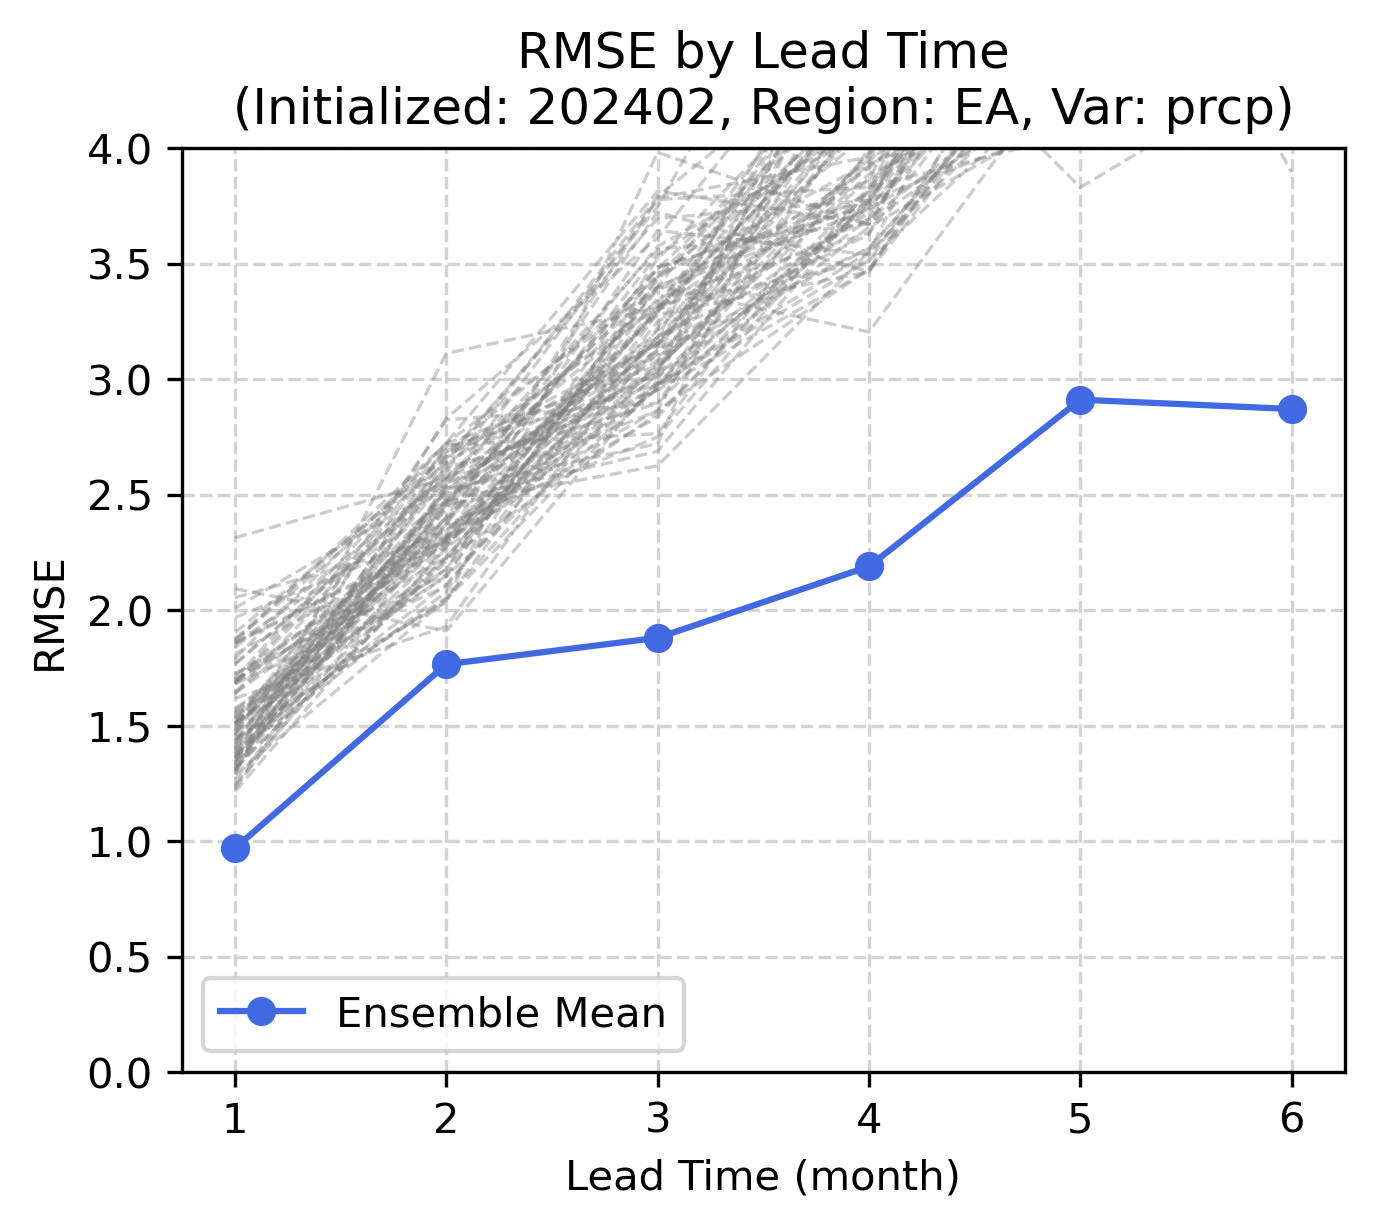 RMSE by Lead Time
(Initialized: 202402, Region: EA, Var: prcp)
4.0
3.5
3.0
2.5
2.0
1.5
1.0
0.5
0.0
RMSE
Ensemble Mean
1 2 3 4 5 6
Lead Time (month)